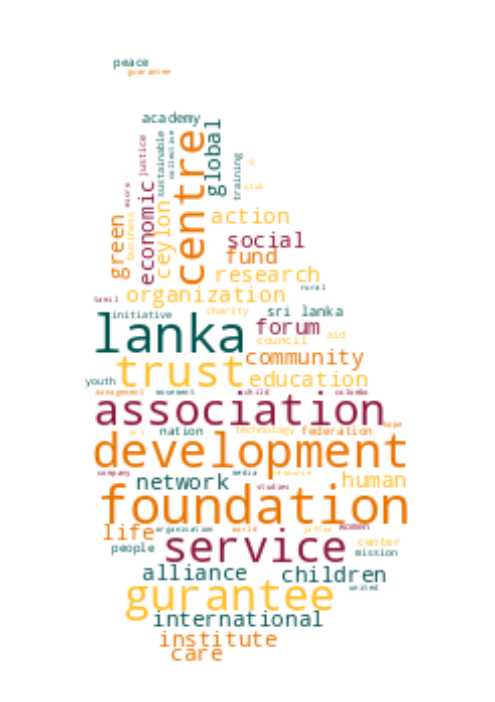 peace
guarantee
academy
centre
global
justice
sustainable
collective
training
club
micro
economic
ceylon
business
green
action
social
fund
research
rural
organization
tamil
charity
sri lanka
initiative
lanka
forum
aid
council
community
trust
education
youth
management
movement
child
colombo
association
hope
sri
nation
technology
federation
development
company
media
resource
network
human
studies
foundation
organisation
world
jaffna
women
life
service
center
people
mission
alliance
children
united
gurantee
international
institute
care